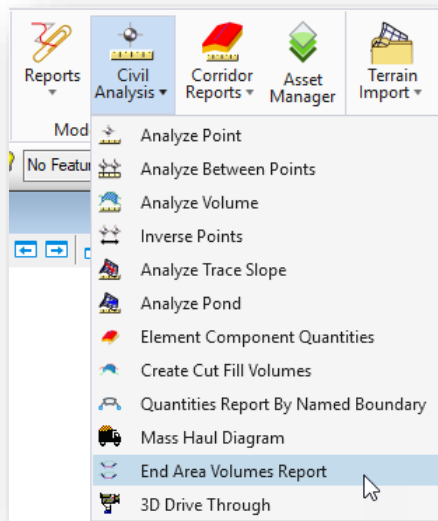 Reports
Civil
Analysis
Corridor
Reports
Asset
Manager
Terrain
Import
Mod
No Featu
Analyze Point
Analyze Between Points
Analyze Volume
Inverse Points
Analyze Trace Slope
Analyze Pond
Element Component Quantities
Create Cut Fill Volumes
Quantities Report By Named Boundary
Mass Haul Diagram
End Area Volumes Report
3D Drive Through